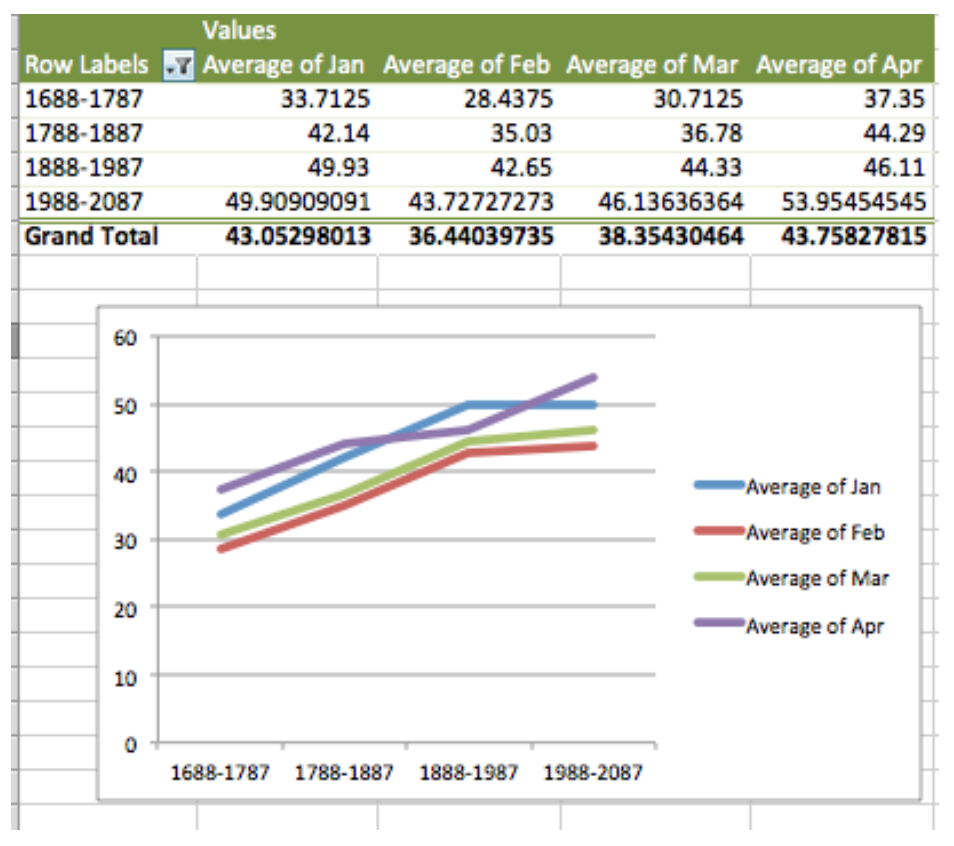 Values
Row Labels Average of Jan Average of Feb Average of Mar Average of Apr
1688-1787 33.7125 28.4375 30.7125 37.35
1788-1887 42.14 35.03 36.78 44.29
1888-1987 49.93 42.65 44.33 46.11
1988-2087 49.90909091 43.72727273 46.13636364 53.95454545
Grand Total 43.05298013 36.44039735 38.35430464 43.75827815
60
50
40
30
20
10
0
1688-1787 1788-1887 1888-1987 1988-2087
Average of Jan
Average of Feb
Average of Mar
Average of Apr